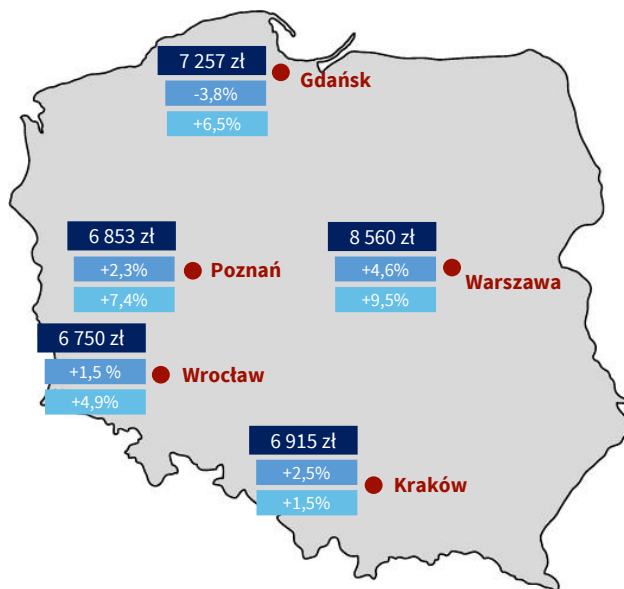 7 257 zł
-3,8%
+6,5%
Gdańsk
6 853 zł
+2,3%
+7,4%
Poznań
8 560 zł
+4,6%
+9,5%
Warszawa
6 750 zł
+1,5 %
+4,9%
Wrocław
6 915 zł
+2,5%
+1,5%
Kraków